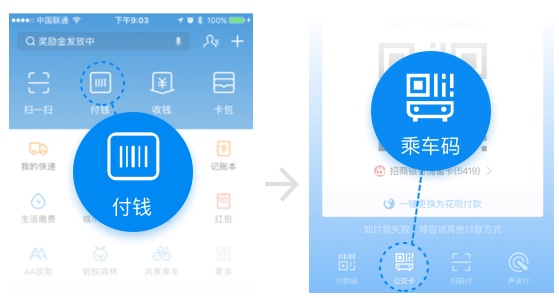 中国联通
下午9:03
100%
奖励金发放中
扫一扫
付钱
收钱
卡包
我的快递
记账本
付钱
生活缴费
红包
AA收款
蚂蚁森林
共享单车
更多
乘车码
招商银行储蓄卡(5419)
一键更换为花呗付款
如付款失败，将尝试其他付款方式
付款码
公交卡
扫码付
声波付